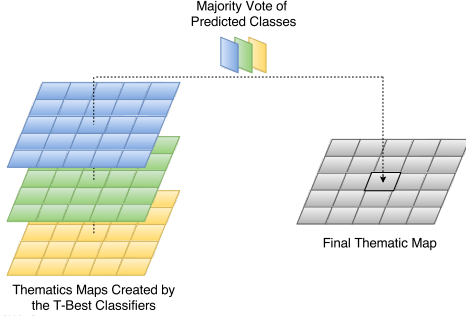 Majority Vote of
Predicted Classes
Final Thematic Map
Thematics Maps Created by
the T-Best Classifiers